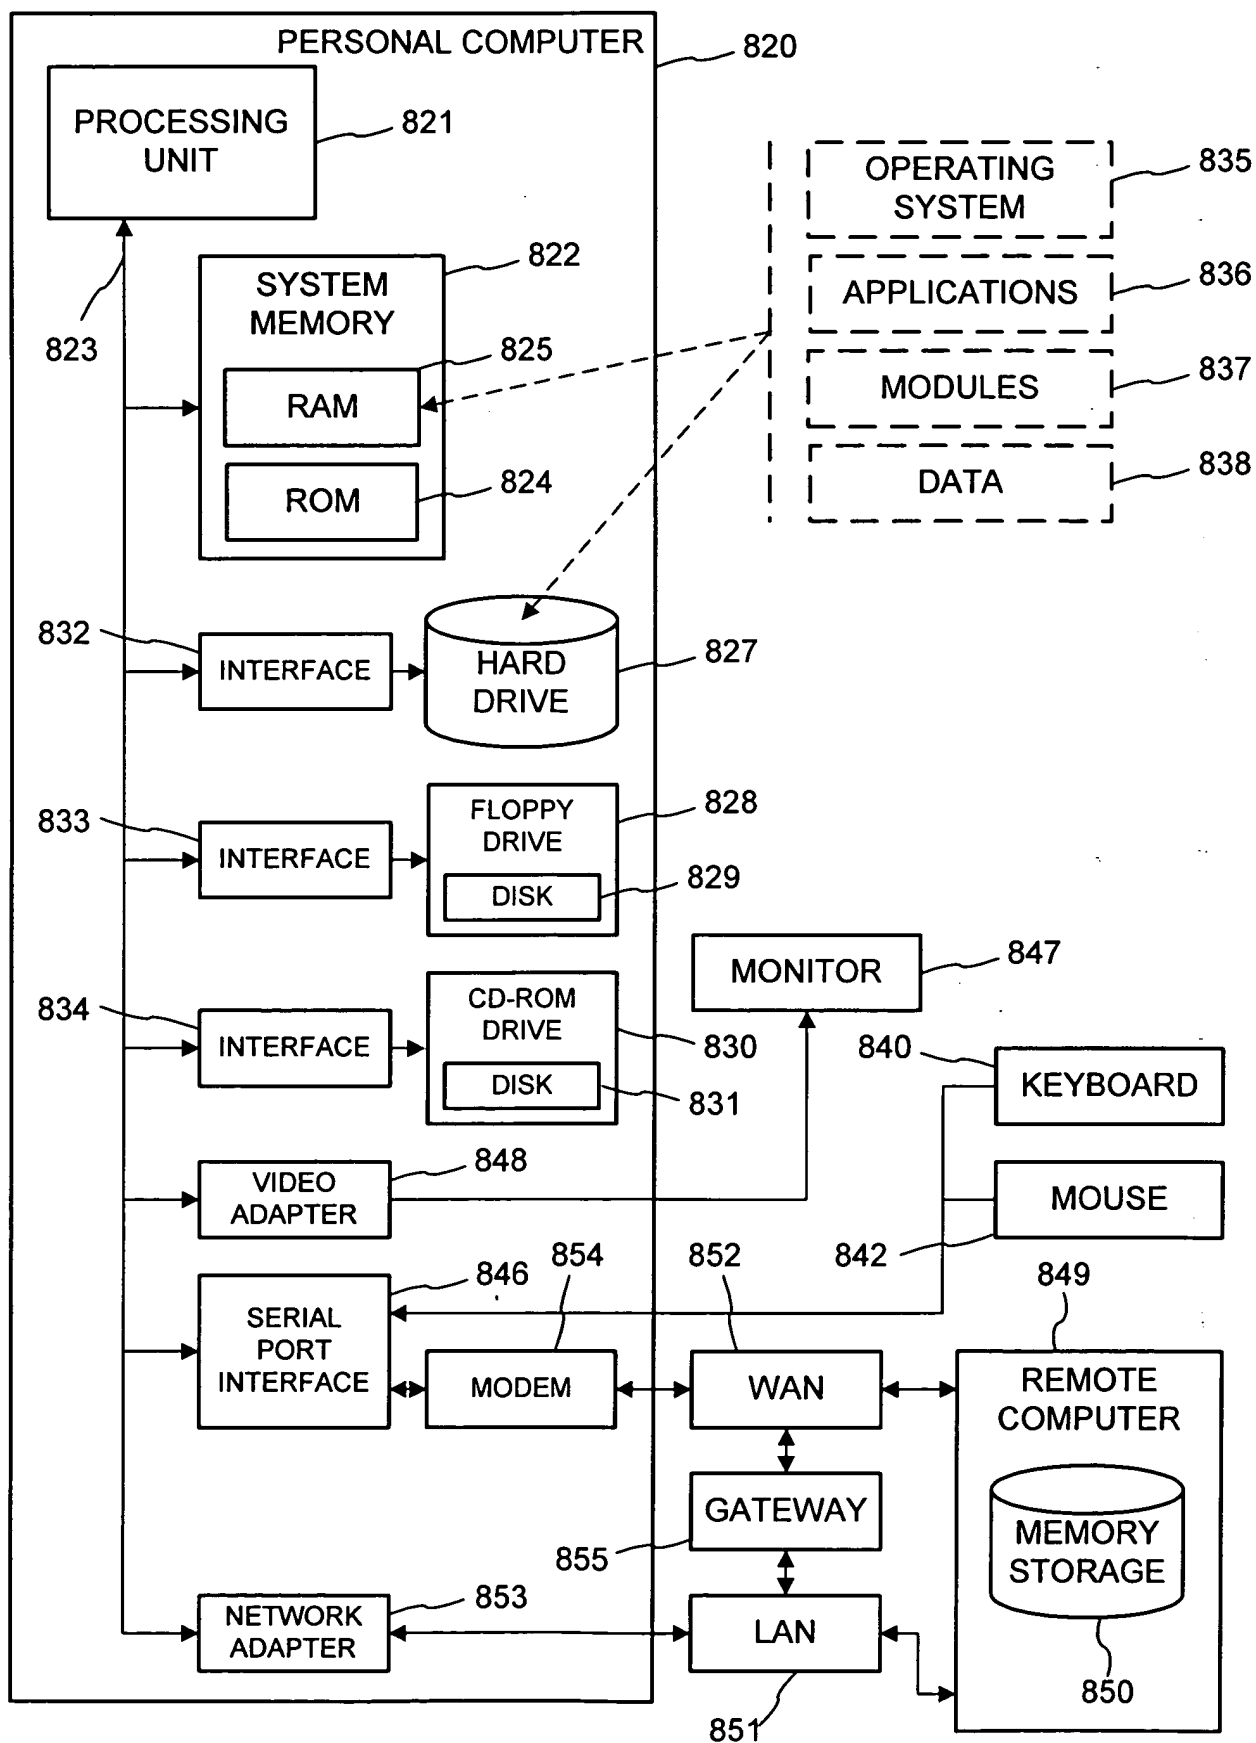 PERSONAL COMPUTER
820
PROCESSING
UNIT
821
823
SYSTEM
MEMORY
822
RAM
825
ROM
824
OPERATING
SYSTEM
835
APPLICATIONS
836
MODULES
837
DATA
838
832
INTERFACE
HARD
DRIVE
827
833
INTERFACE
FLOPPY
DRIVE
828
DISK
829
834
INTERFACE
CD-ROM
DRIVE
830
DISK
831
MONITOR
847
840
KEYBOARD
MOUSE
842
VIDEO
ADAPTER
848
846
SERIAL
PORT
INTERFACE
854
MODEM
852
WAN
849
REMOTE
COMPUTER
GATEWAY
855
MEMORY
STORAGE
850
NETWORK
ADAPTER
853
LAN
851